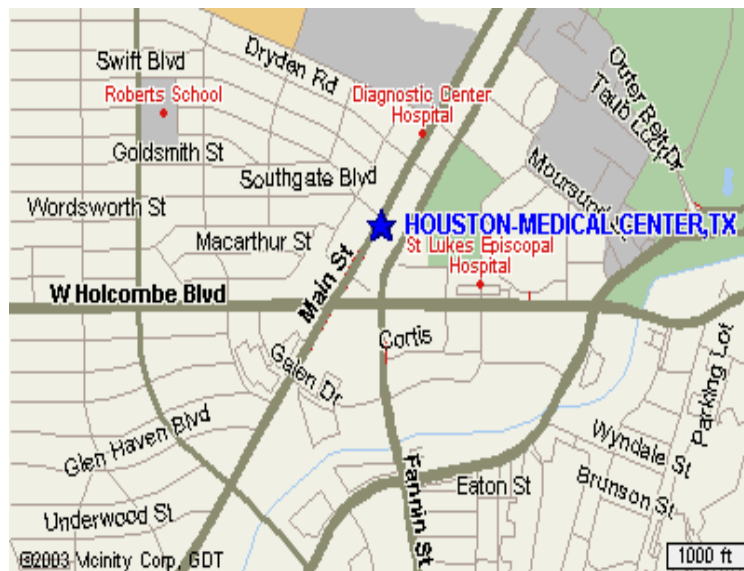 Swift Blvd
Dryden Rd
Outer Belt Dr
Taub Loop
Roberts School
Diagnostic Center
Hospital
Goldsmith St
Moursund
Southgate Blvd
Wordsworth St
HOUSTON-MEDICAL CENTER,TX
Macarthur St
St Lukes Episcopal
Hospital
Main St
W Holcombe Blvd
Cortis
Galen Dr
Parking Lot
Glen Haven Blvd
Wyndale St
Fannin St
Eaton St
Brunson St
Underwood St
©2003 Vicinity Corp, GDT
1000 ft